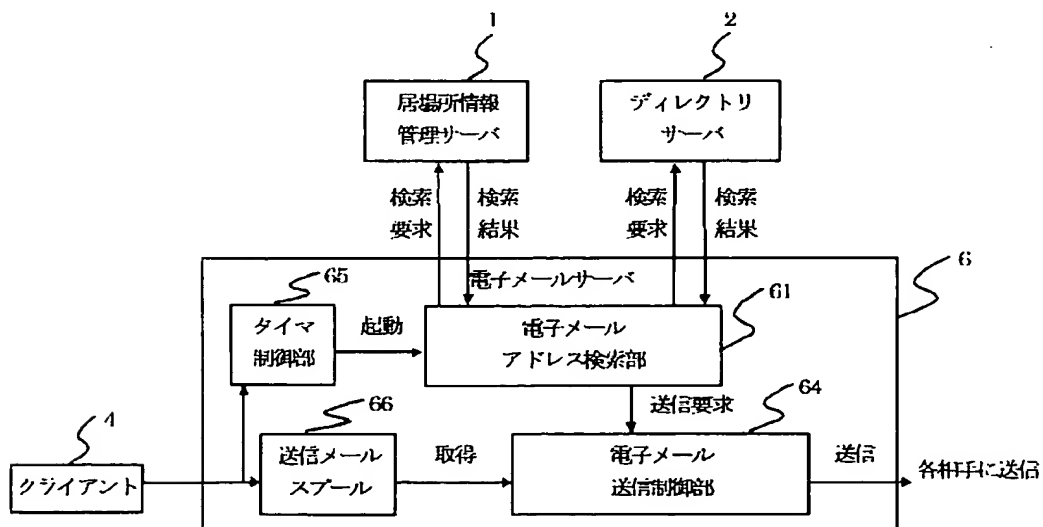 1
2
居場所情報
管理サーバ
ディレクトリ
サーバ
検索
要求
検索
結果
検索
要求
検索
結果
6
電子メールサーバ
65
61
タイマ
制御部
起動
電子メール
アドレス検索部
送信要求
64
66
4
送信メール
スプール
取得
電子メール
送信制御部
送信
各相手に送信
クライアント